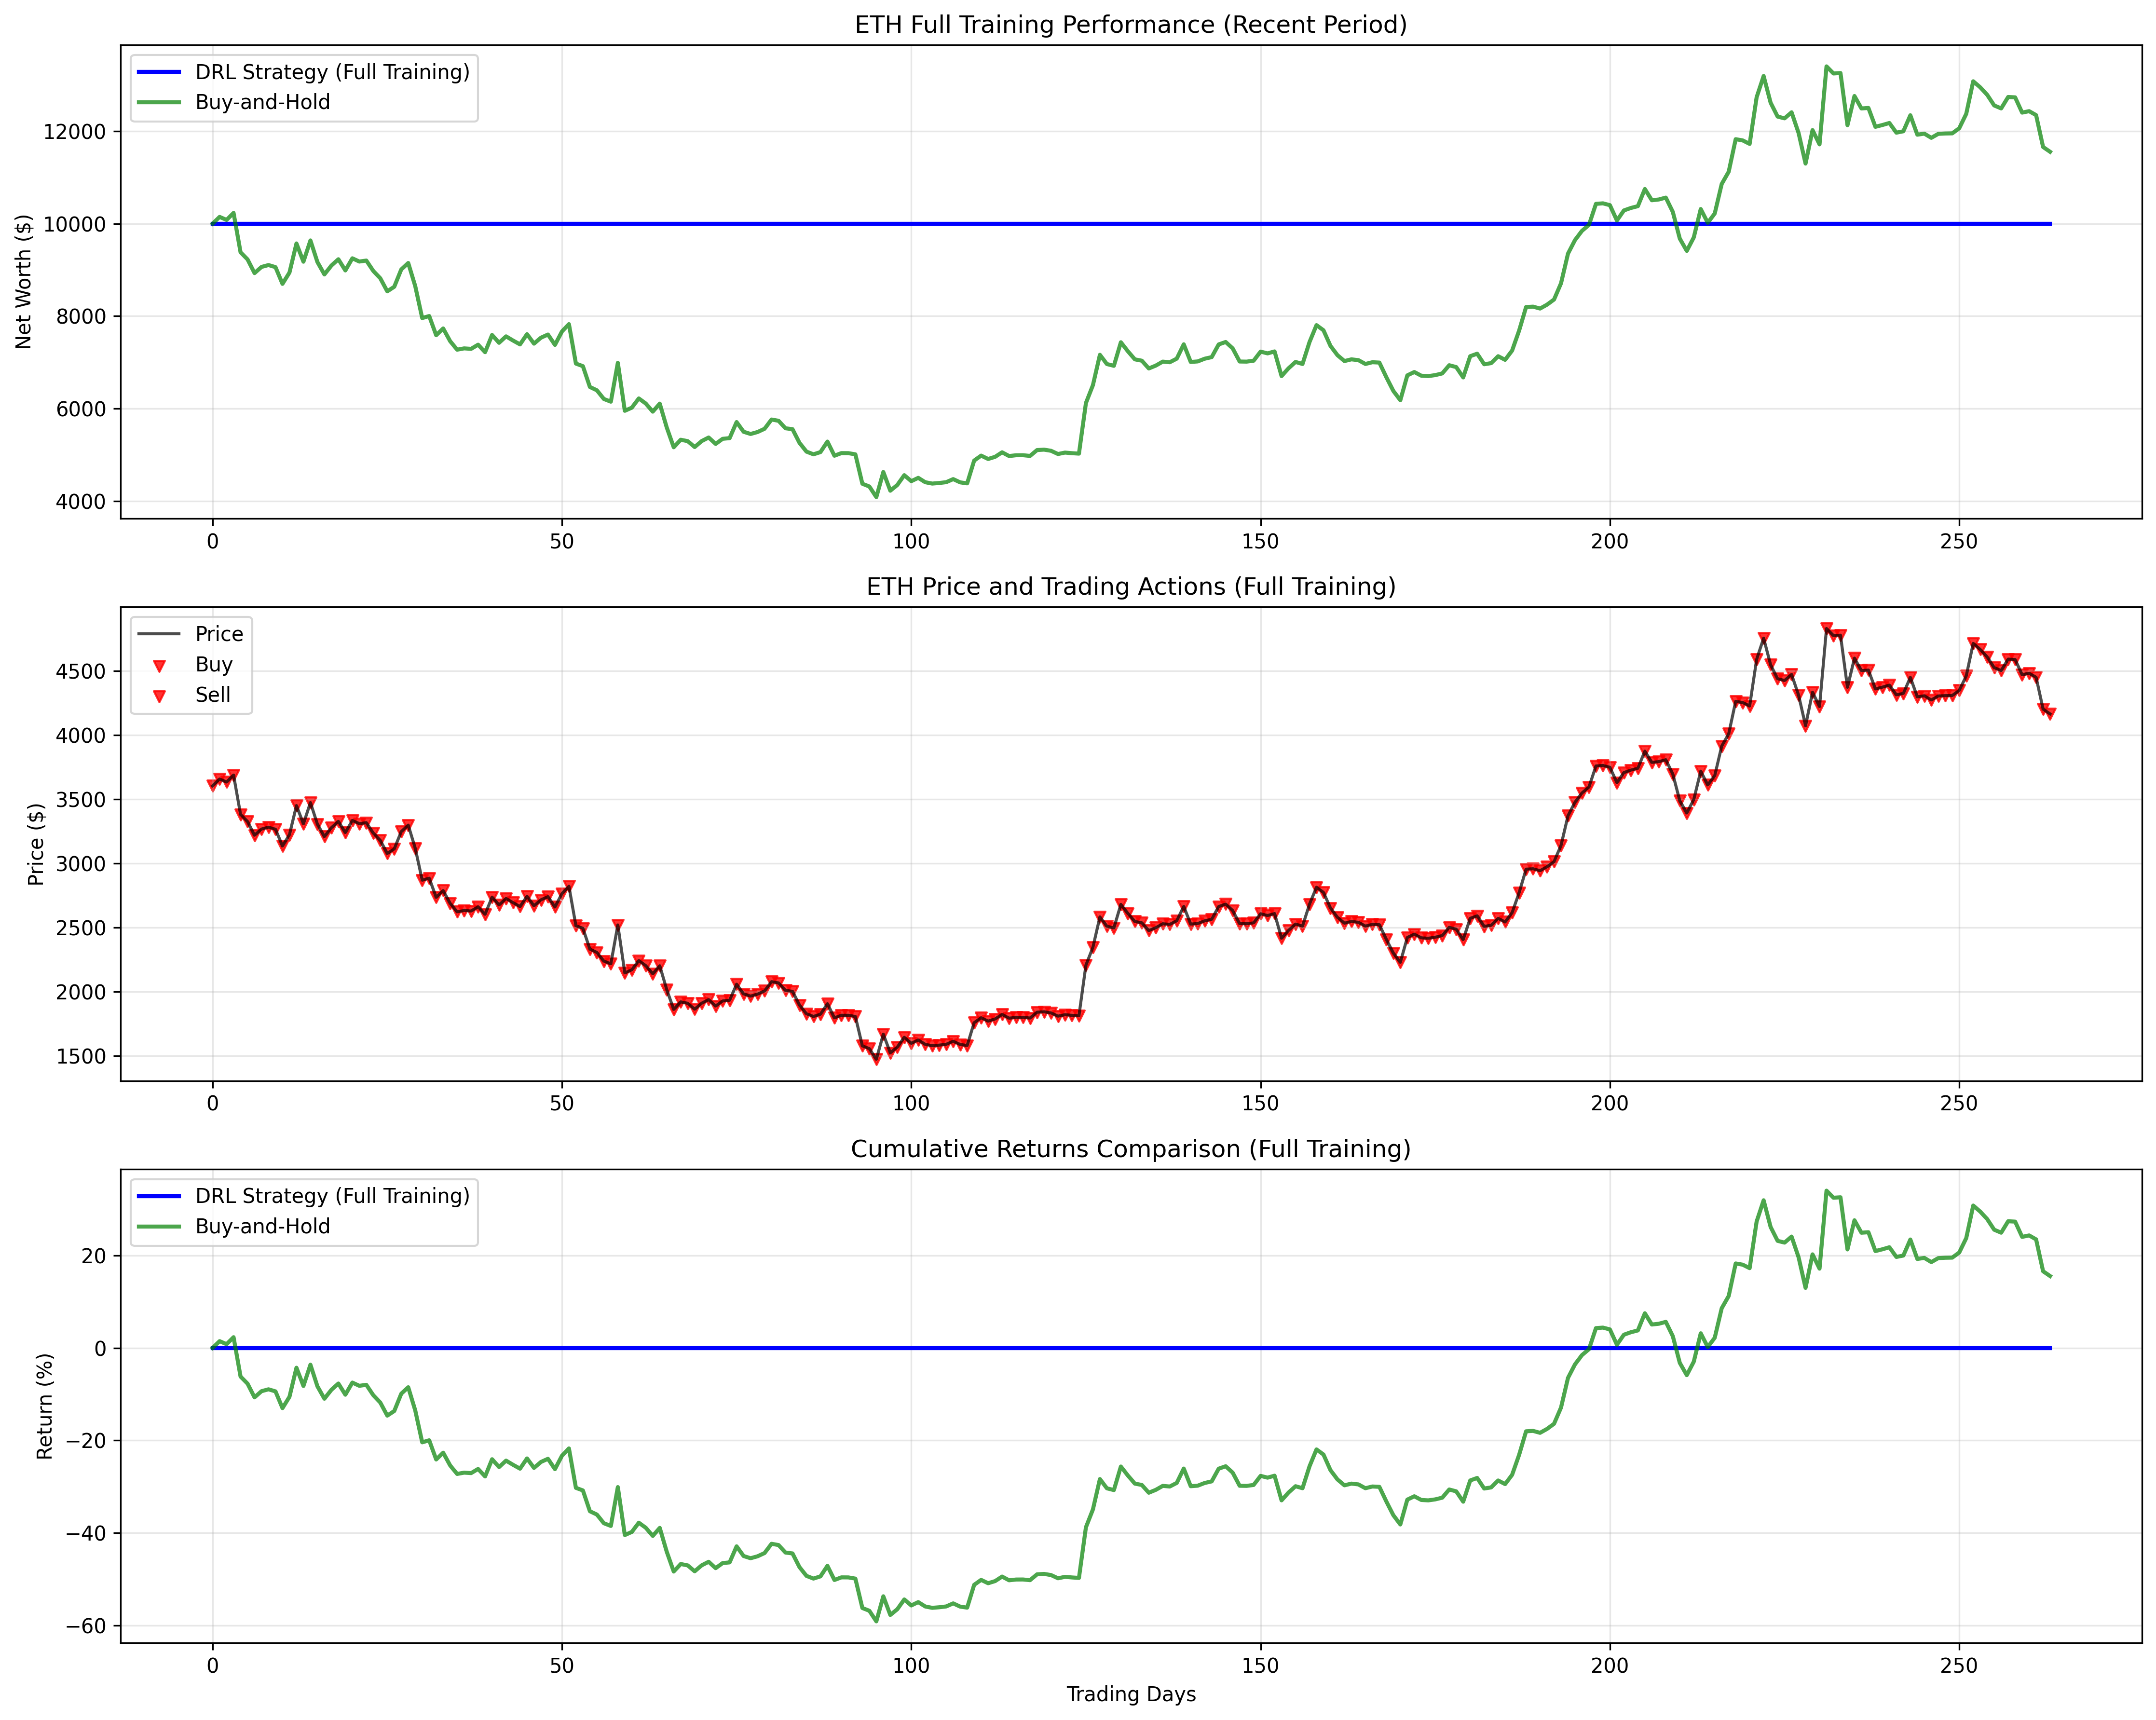 ETH Full Training Performance (Recent Period)
DRL Strategy (Full Training)
Buy-and-Hold
Net Worth ($)
12000
10000
8000
6000
4000
0 50 100 150 200 250
ETH Price and Trading Actions (Full Training)
Price
Buy
Sell
Price ($)
4500
4000
3500
3000
2500
2000
1500
0 50 100 150 200 250
Cumulative Returns Comparison (Full Training)
DRL Strategy (Full Training)
Buy-and-Hold
Return (%)
20
0
−20
−40
−60
0 50 100 150 200 250
Trading Days